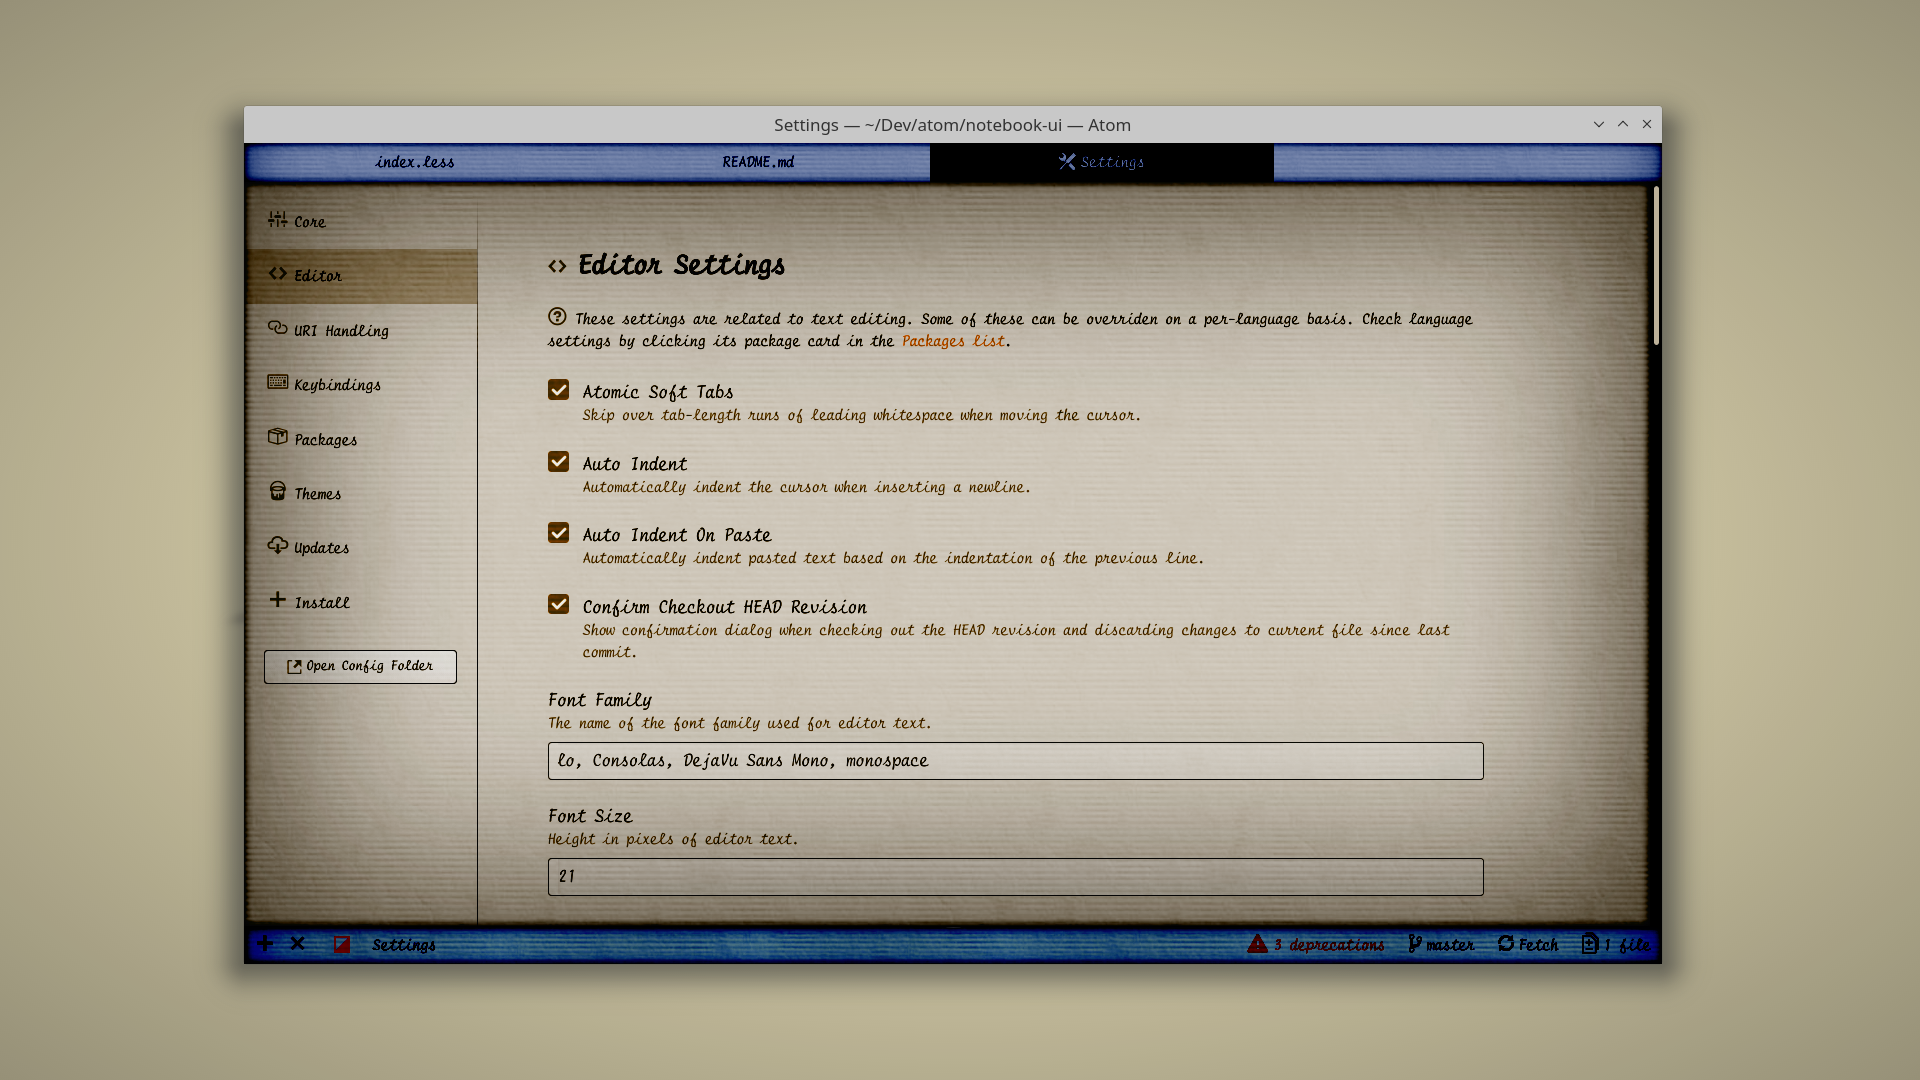 Settings — ~/Dev/atom/notebook-ui — Atom
index.less
README.md
Settings
Core
Editor
URI Handling
Keybindings
Packages
Themes
Updates
Install
Open Config Folder
Editor Settings
These settings are related to text editing. Some of these can be overriden on a per-language basis. Check language
settings by clicking its package card in the Packages list.
Atomic Soft Tabs
Skip over tab-length runs of leading whitespace when moving the cursor.
Auto Indent
Automatically indent the cursor when inserting a newline.
Auto Indent On Paste
Automatically indent pasted text based on the indentation of the previous line.
Confirm Checkout HEAD Revision
Show confirmation dialog when checking out the HEAD revision and discarding changes to current file since last
commit.
Font Family
The name of the font family used for editor text.
lo, Consolas, DejaVu Sans Mono, monospace
Font Size
Height in pixels of editor text.
21
Settings
3 deprecations
master
Fetch
1 file